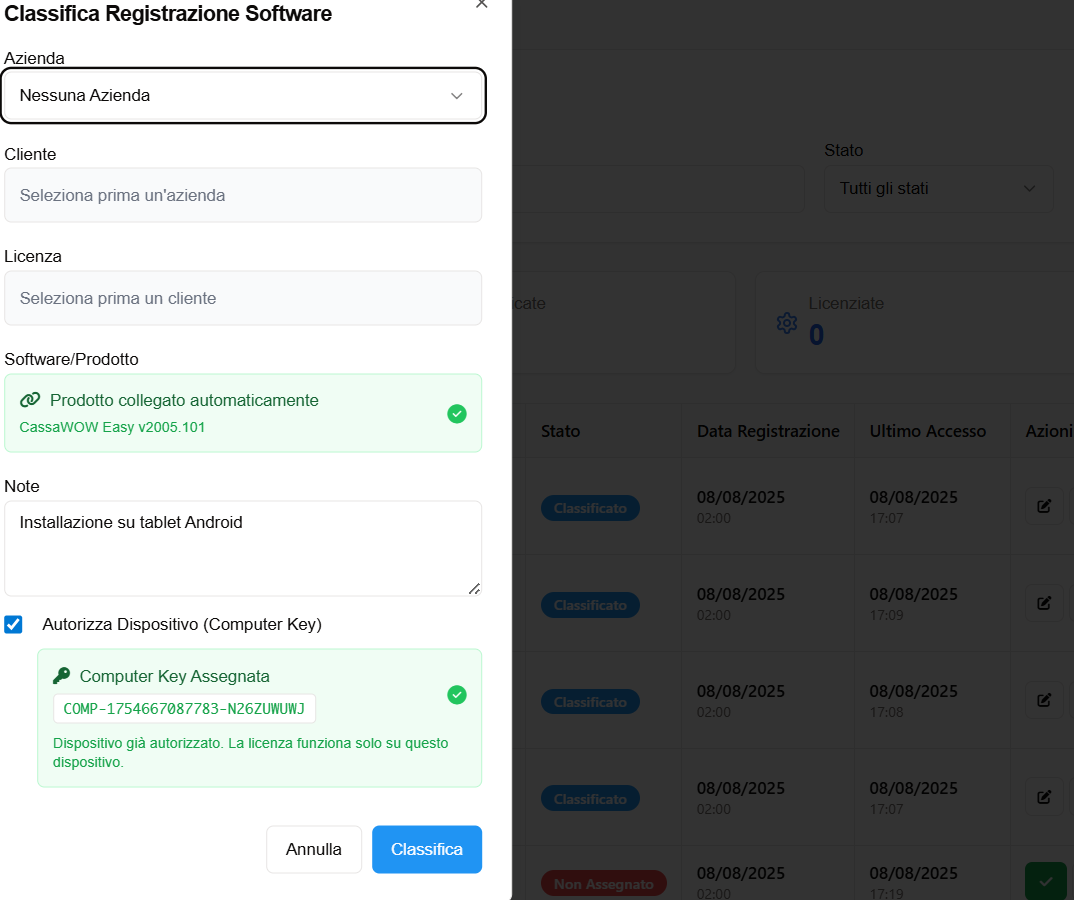 Classifica Registrazione Software
Azienda
Nessuna Azienda
Cliente
Seleziona prima un'azienda
Licenza
Seleziona prima un cliente
Software/Prodotto
Prodotto collegato automaticamente
CassaWOW Easy v2005.101
Note
Installazione su tablet Android
Autorizza Dispositivo (Computer Key)
Computer Key Assegnata
COMP-1754667087783-N26ZUWUWJ
Dispositivo già autorizzato. La licenza funziona solo su questo
dispositivo.
Annulla
Classifica
Stato
Tutti gli stati
icate
Licenziate
0
Stato
Data Registrazione
Ultimo Accesso
Azioni
Classificato
08/08/2025
02:00
08/08/2025
17:07
Classificato
08/08/2025
02:00
08/08/2025
17:09
Classificato
08/08/2025
02:00
08/08/2025
17:08
Classificato
08/08/2025
02:00
08/08/2025
17:07
Non Assegnato
08/08/2025
02:00
08/08/2025
17:19